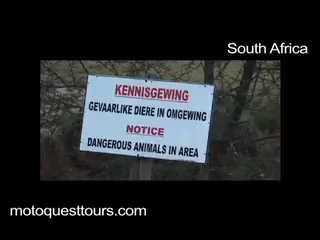 South Africa
KENNISGEWING
GEVAARLIKE DIERE IN OMGEWING
NOTICE
DANGEROUS ANIMALS IN AREA
motoquesttours.com